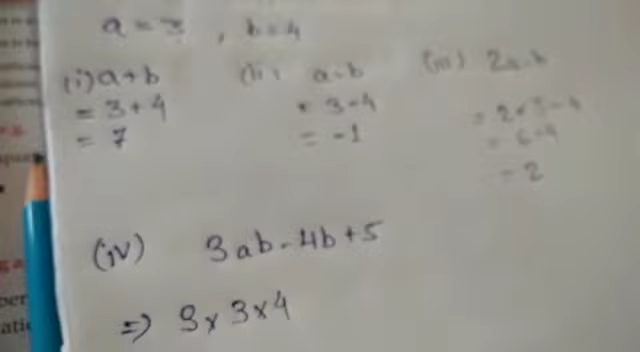 a = 3, b = 4
(i) a+b
= 3+4
= 7
(ii) a-b
= 3-4
= -1
(iii) 2a-b
= 2×3-4
= 6-4
= 2
(iv) 3ab-4b+5
=> 3×3×4